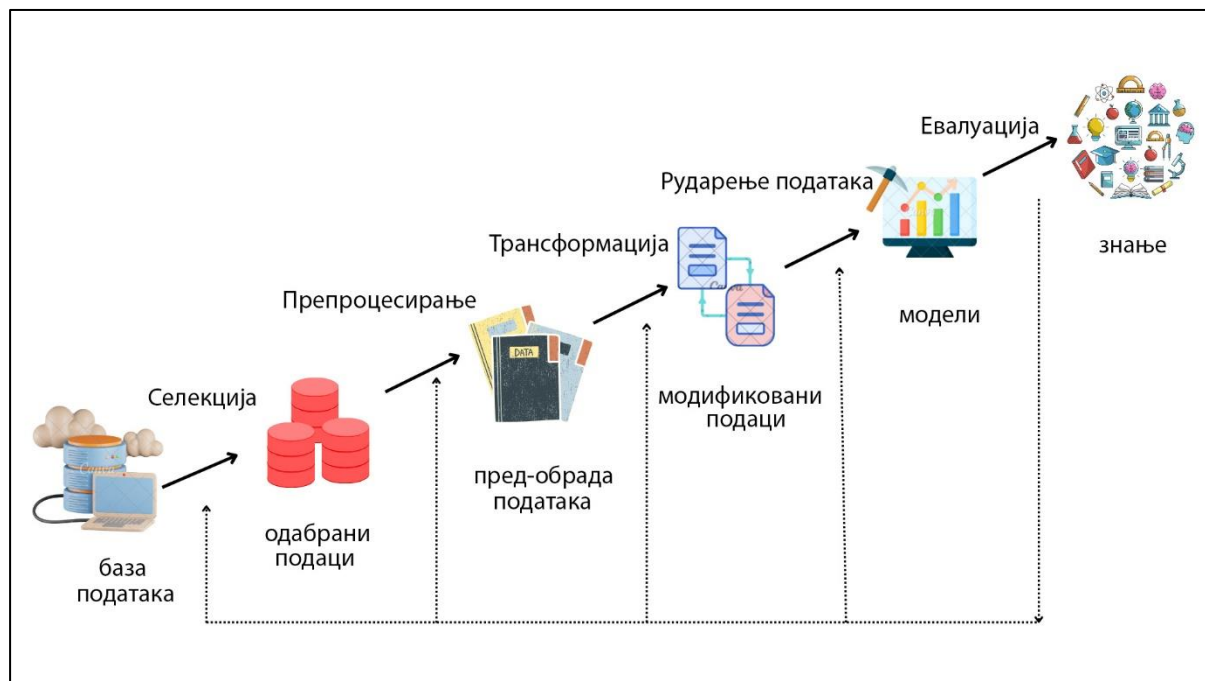 Евалуација
Рударење података
знање
Трансформација
Препроцесирање
модели
DATA
Селекција
модификовани
подаци
пред-обрада
података
одабрани
подаци
база
података